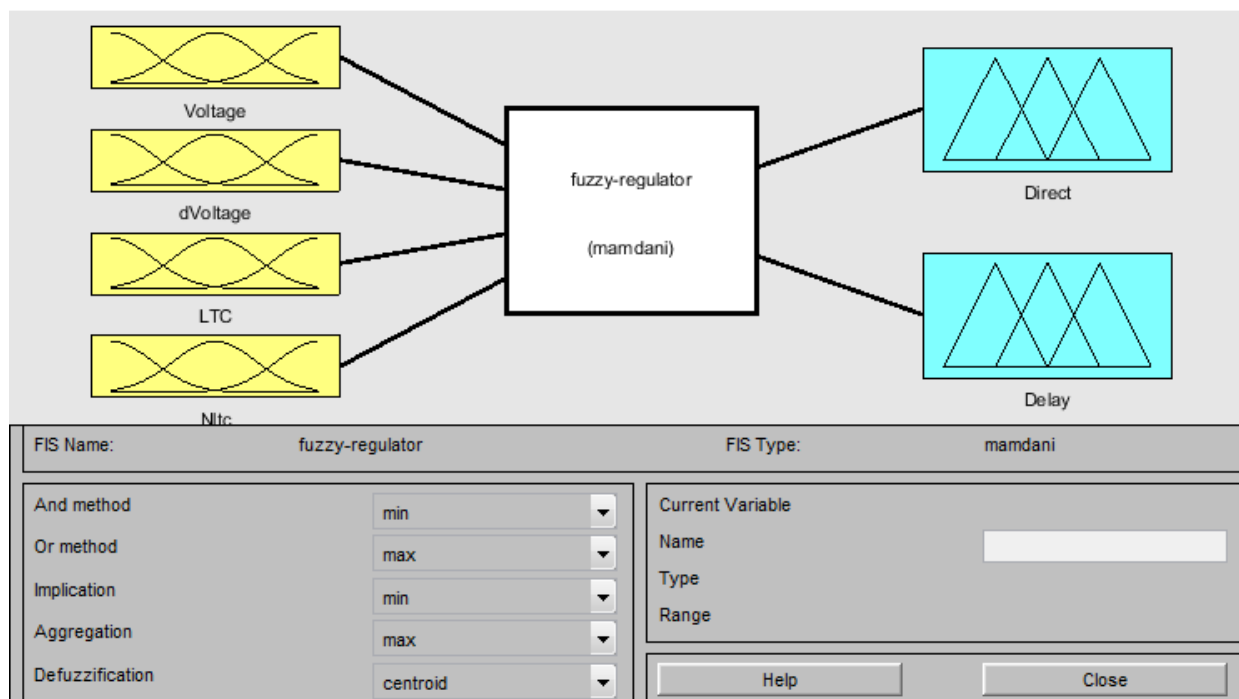 Voltage
dVoltage
LTC
Nltc
fuzzy-regulator
(mamdani)
Direct
Delay
FIS Name: fuzzy-regulator FIS Type: mamdani
And method min
Or method max
Implication min
Aggregation max
Defuzzification centroid
Current Variable
Name
Type
Range
Help Close